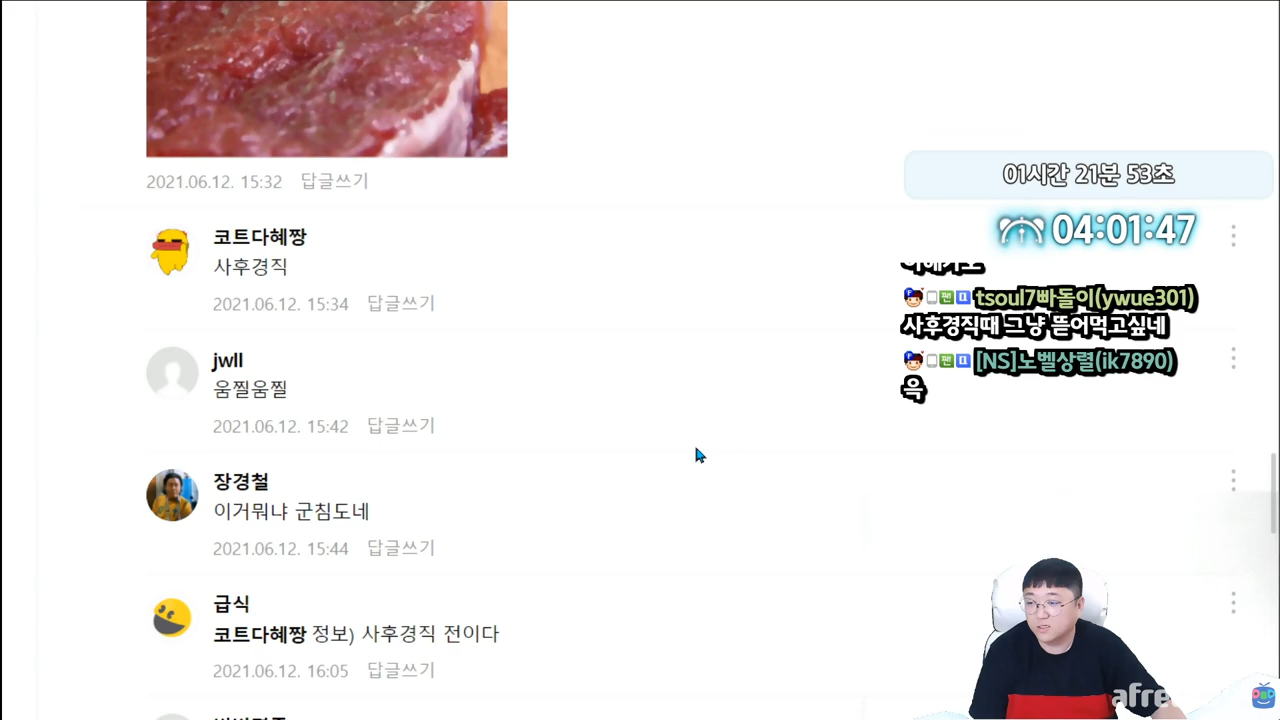 2021.06.12. 15:32 답글쓰기
코트다혜짱
사후경직
2021.06.12. 15:34 답글쓰기
jwll
움찔움찔
2021.06.12. 15:42 답글쓰기
장경철
이거뭐냐 군침도네
2021.06.12. 15:44 답글쓰기
급식
코트다혜짱 정보) 사후경직 전이다
2021.06.12. 16:05 답글쓰기
01시간 21분 53초
04:01:47
tsoul7빠돌이(ywue301)
사후경직때 그냥 뜯어먹고싶네
[NS]노벨상렬(ik7890)
윽
afre